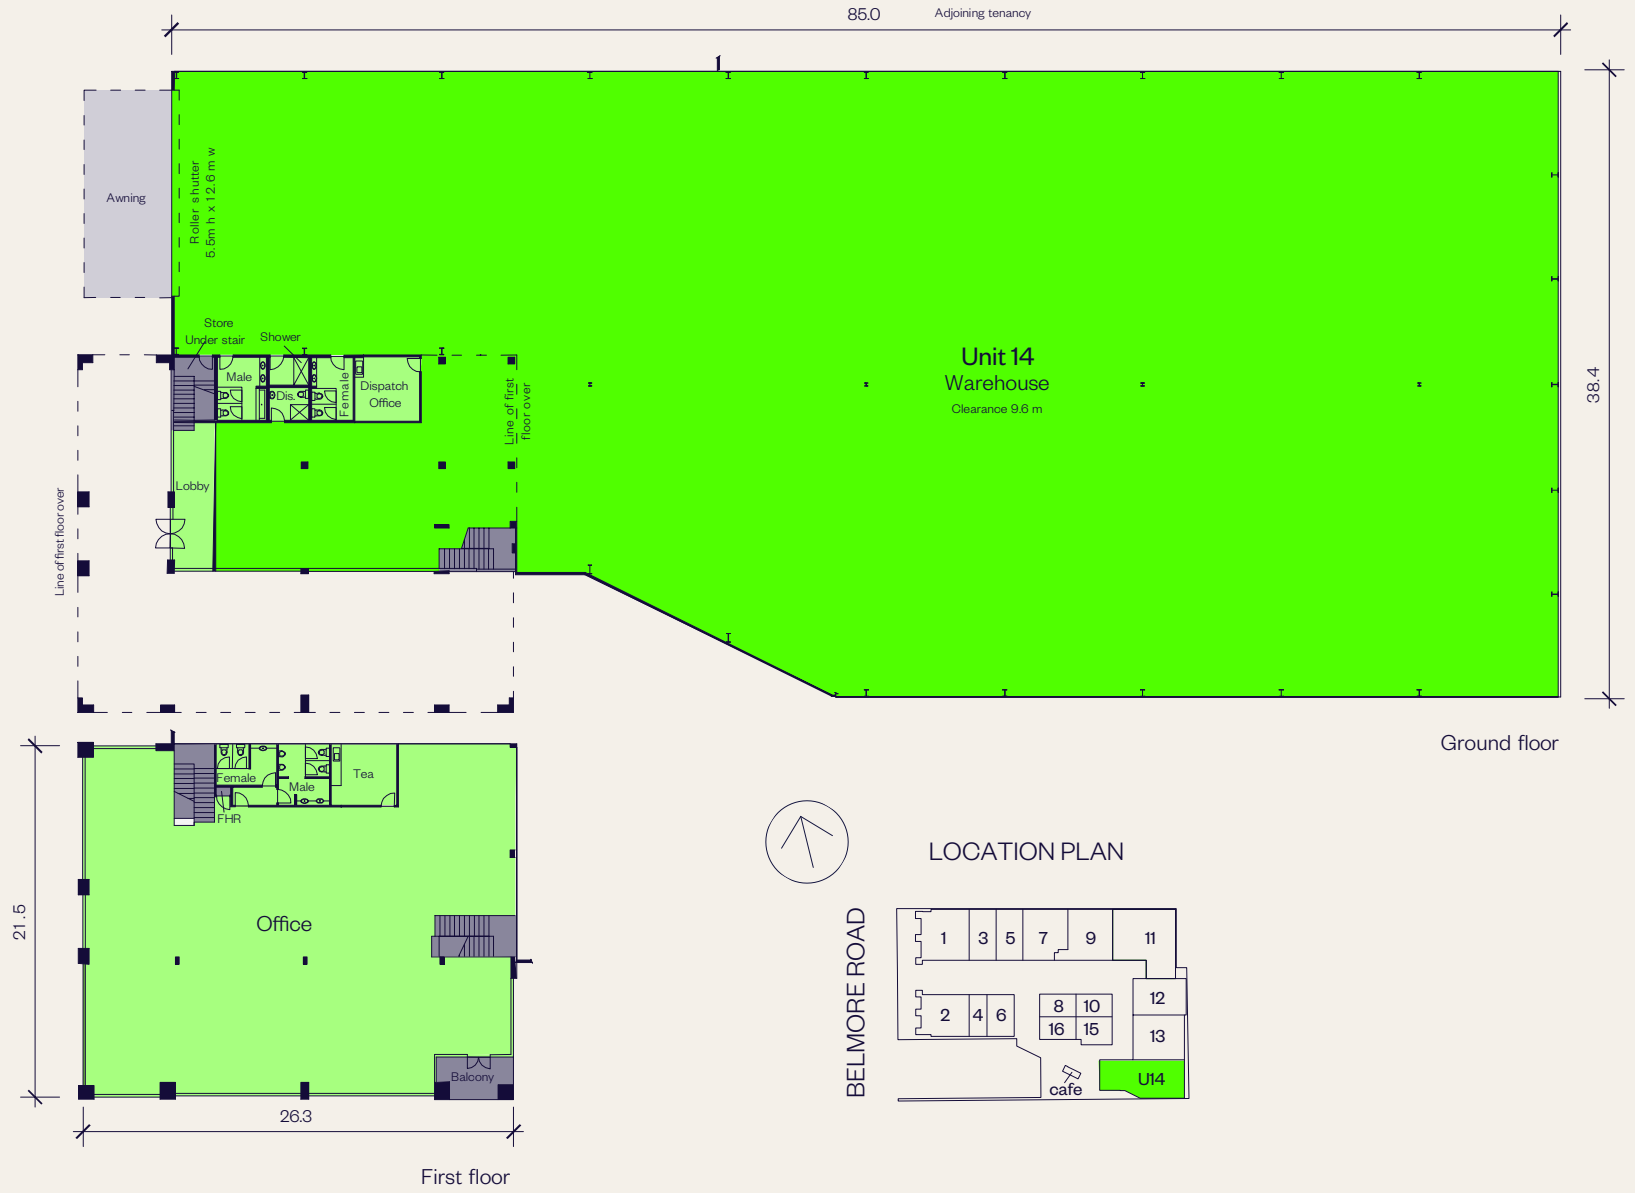 85.0
Adjoining tenancy
Awning
Roller shutter
5.5m h x 12.6 m w
Store
Under stair
Shower
Male
Dis.
Female
Dispatch
Office
Line of first
floor over
Lobby
Line of first floor over
Unit 14
Warehouse
Clearance 9.6 m
38.4
Ground floor
Female
Male
Tea
FHR
Office
Balcony
21.5
26.3
First floor
LOCATION PLAN
BELMORE ROAD
1
3
5
7
9
11
2
4
6
8
10
16
15
12
13
U14
cafe